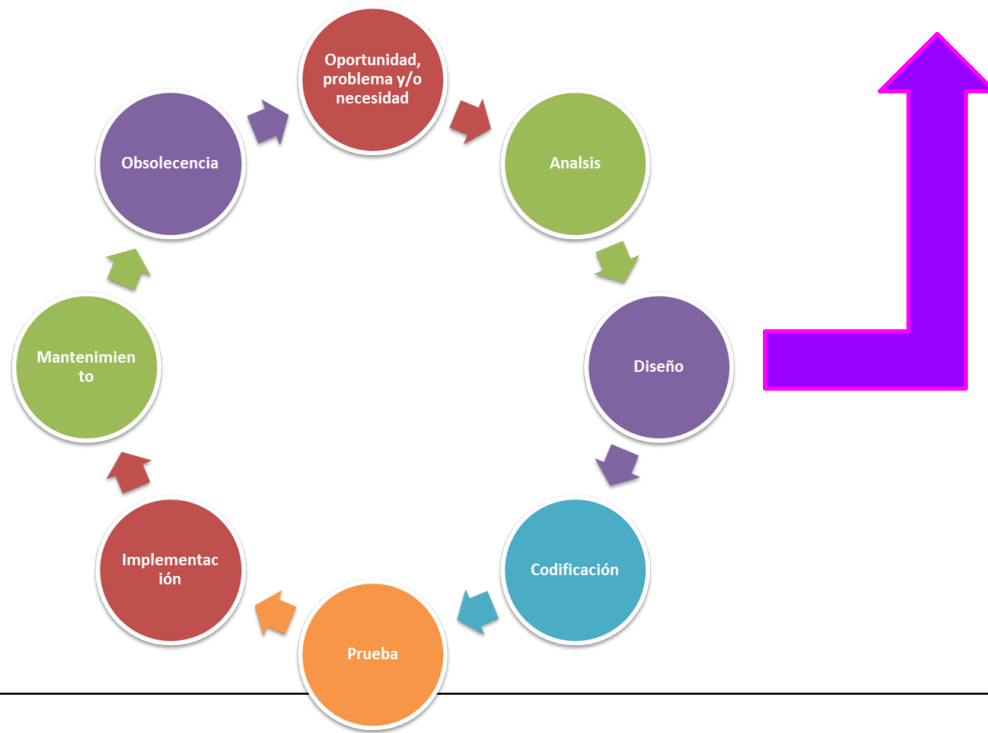 Oportunidad,
problema y/o
necesidad
Analsis
Diseño
Codificación
Prueba
Implementac
ión
Mantenimien
to
Obsolecencia